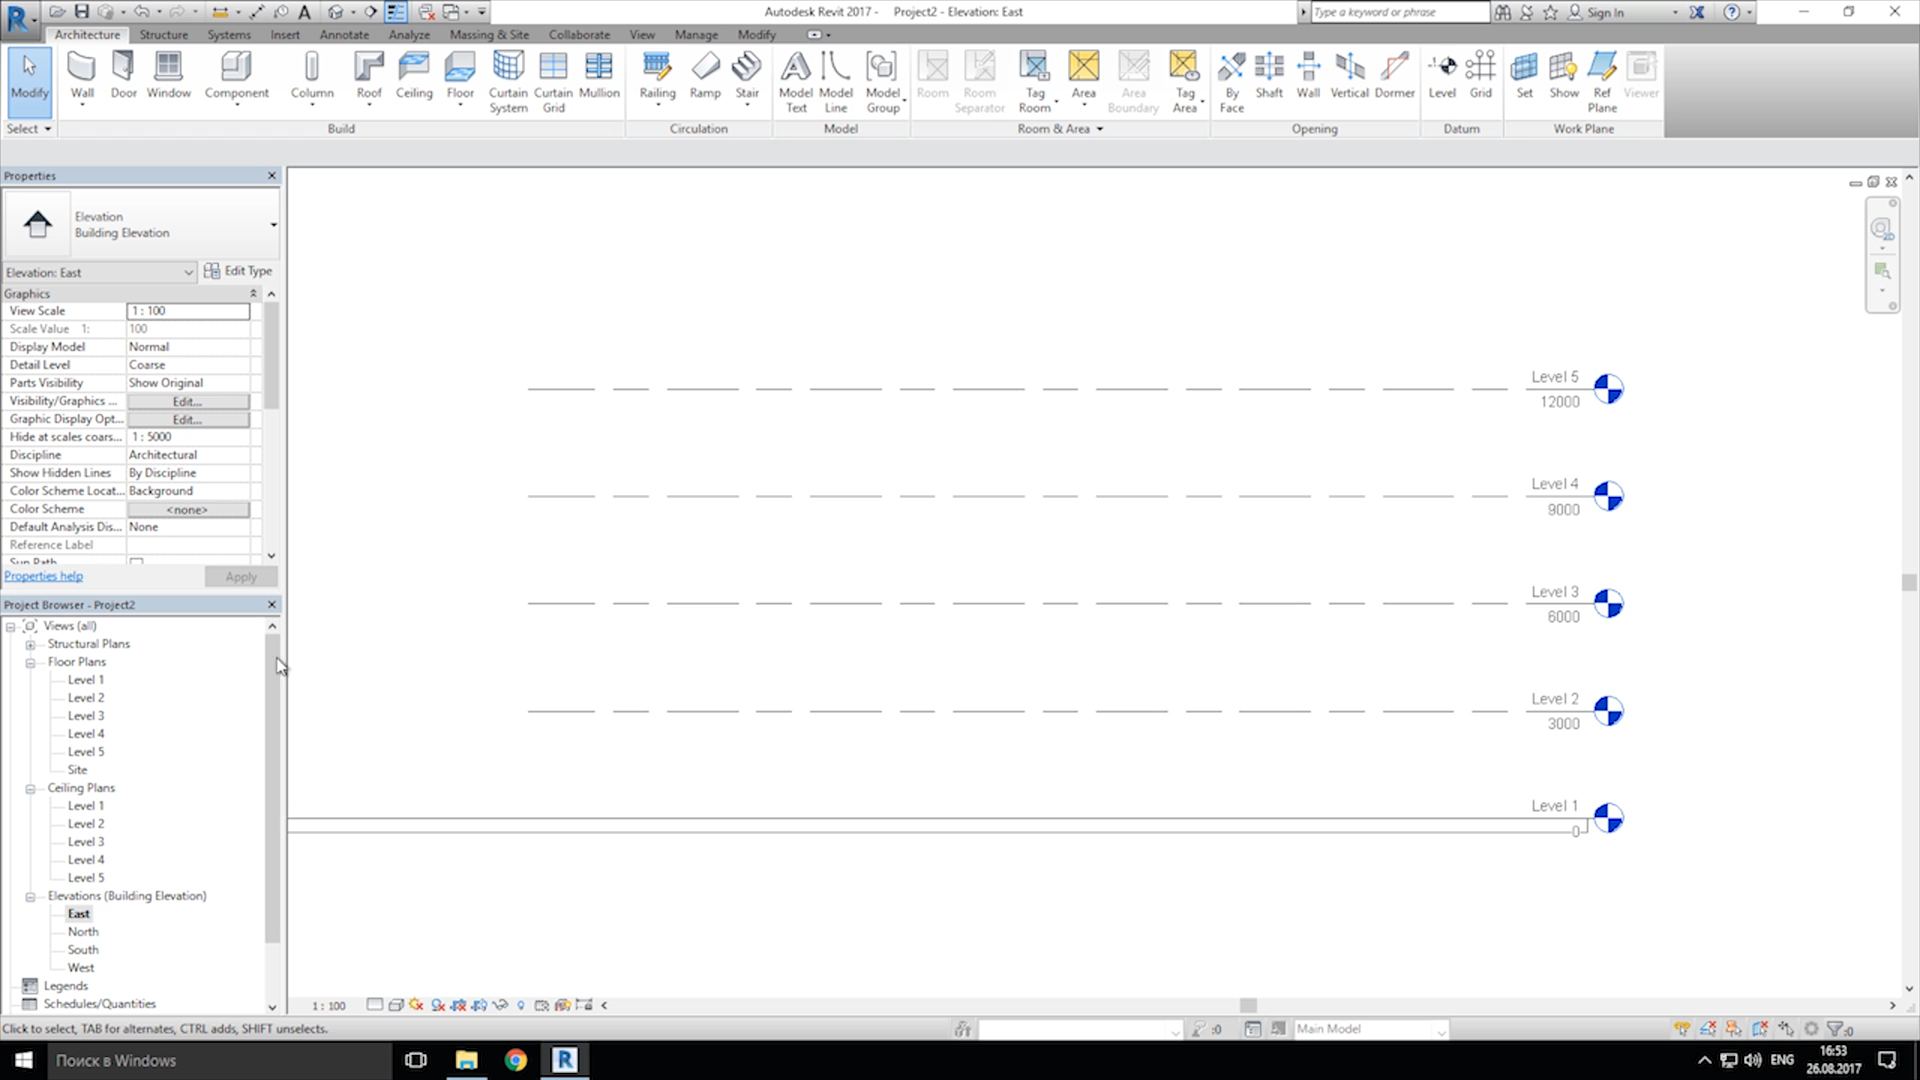 Autodesk Revit 2017 - Project2 - Elevation: East
Type a keyword or phrase
Sign In
Architecture Structure Systems Insert Annotate Analyze Massing & Site Collaborate View Manage Modify
Modify Wall Door Window Component Column Roof Ceiling Floor Curtain System Curtain Grid Mullion Railing Ramp Stair Model Text Model Line Model Group Room Room Separator Tag Room Area Area Boundary Tag Area By Face Shaft Wall Vertical Dormer Level Grid Set Show Ref Plane Viewer
Select Build Circulation Model Room & Area Opening Datum Work Plane
Properties
Elevation
Building Elevation
Elevation: East Edit Type
Graphics
View Scale 1 : 100
Scale Value 1: 100
Display Model Normal
Detail Level Coarse
Parts Visibility Show Original
Visibility/Graphics ... Edit...
Graphic Display Opt... Edit...
Hide at scales coars... 1 : 5000
Discipline Architectural
Show Hidden Lines By Discipline
Color Scheme Locat... Background
Color Scheme <none>
Default Analysis Dis... None
Reference Label
Sun Path
Properties help Apply
Project Browser - Project2
Views (all)
Structural Plans
Floor Plans
Level 1
Level 2
Level 3
Level 4
Level 5
Site
Ceiling Plans
Level 1
Level 2
Level 3
Level 4
Level 5
Elevations (Building Elevation)
East
North
South
West
Legends
Schedules/Quantities
Level 5
12000
Level 4
9000
Level 3
6000
Level 2
3000
Level 1
0
1 : 100
Click to select, TAB for alternates, CTRL adds, SHIFT unselects.
:0
Main Model
:0
Поиск в Windows
ENG
16:53
26.08.2017